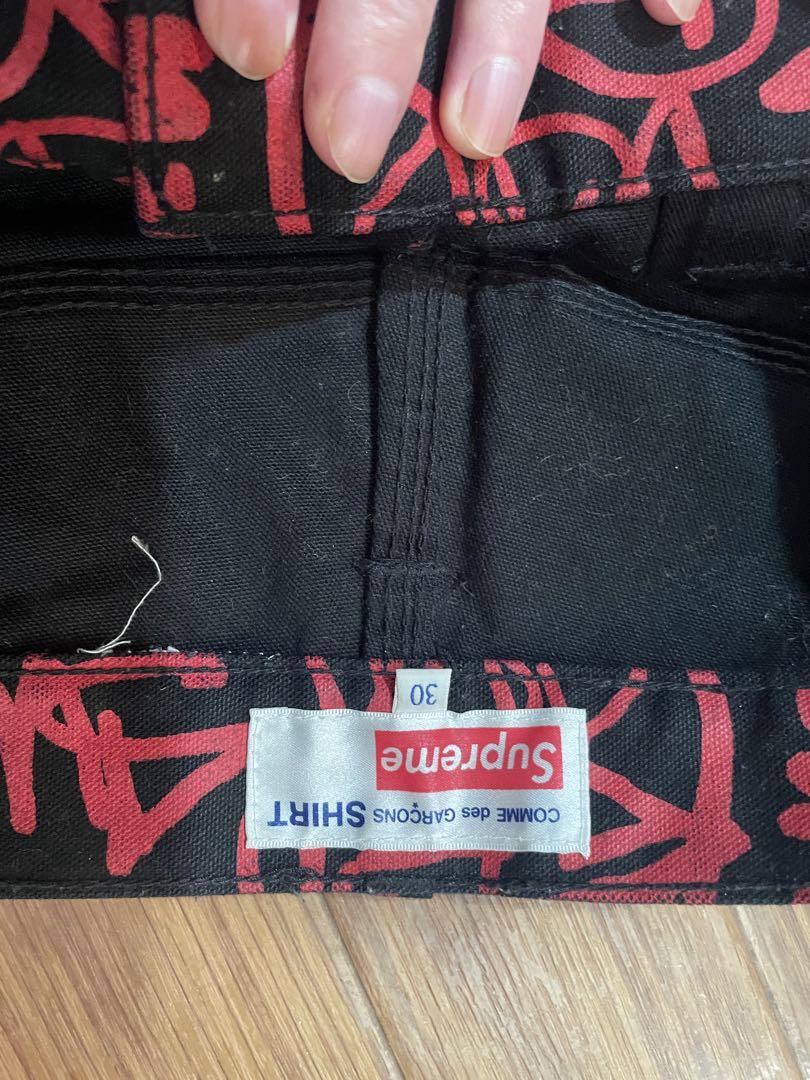 COMME des GARÇONS SHIRT
Supreme
30